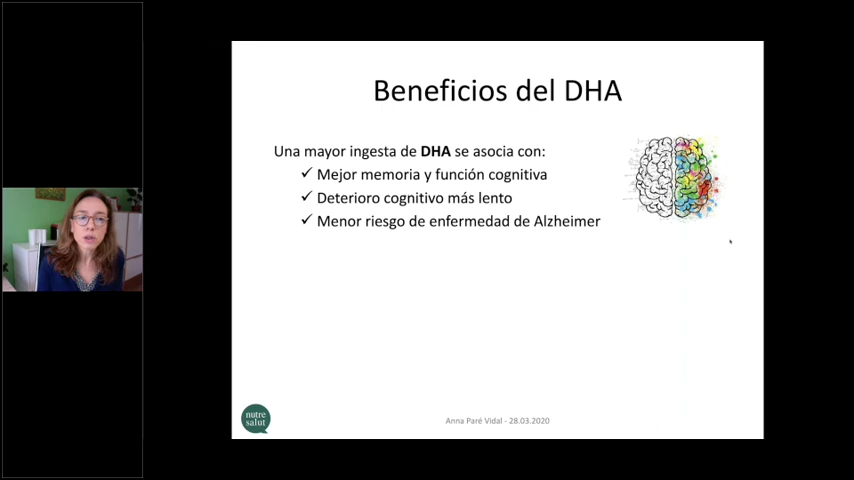 Beneficios del DHA
Una mayor ingesta de DHA se asocia con:
✓ Mejor memoria y función cognitiva
✓ Deterioro cognitivo más lento
✓ Menor riesgo de enfermedad de Alzheimer
nutre
salut
Anna Paré Vidal - 28.03.2020